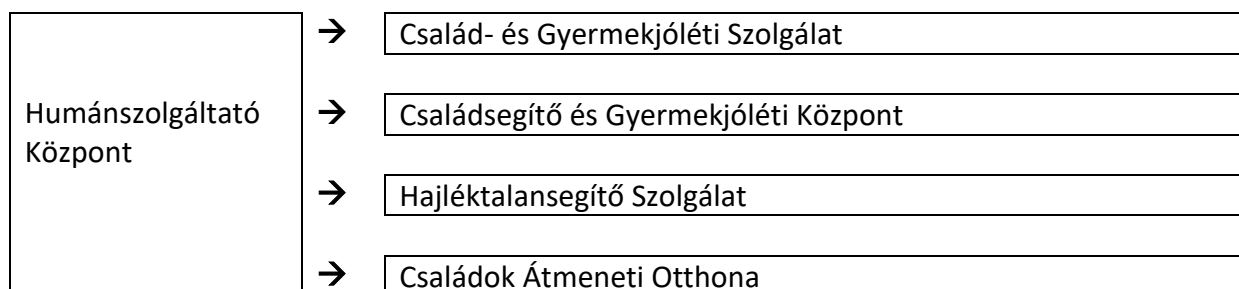 Humánszolgáltató
Központ
→ Család- és Gyermekjóléti Szolgálat
→ Családsegítő és Gyermekjóléti Központ
→ Hajléktalansegítő Szolgálat
→ Családok Átmeneti Otthona